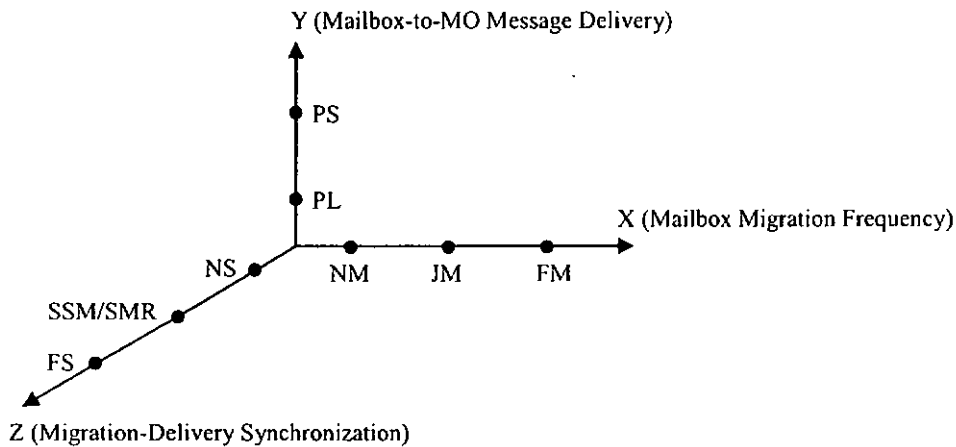 Y (Mailbox-to-MO Message Delivery)
PS
PL
X (Mailbox Migration Frequency)
NS
NM JM FM
SSM/SMR
FS
Z (Migration-Delivery Synchronization)